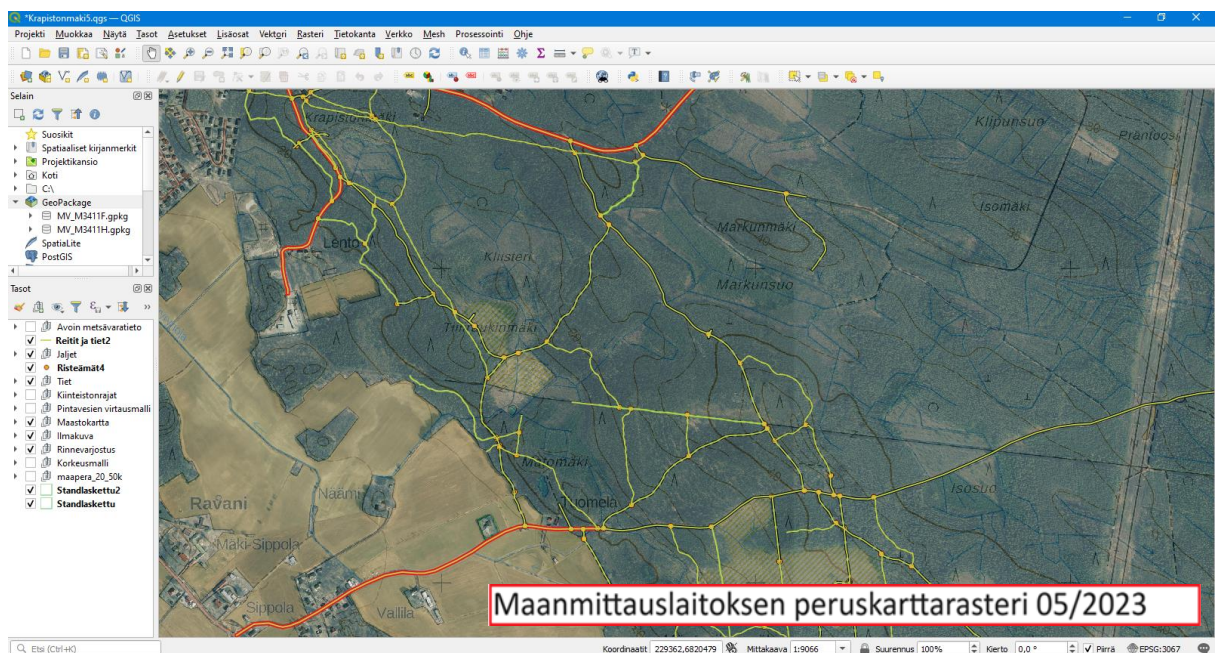 *Krapistonmaki5.qgs — QGIS
Projekti Muokkaa Näytä Tasot Asetukset Lisäosat Vektori Rasteri Tietokanta Verkko Mesh Prosessointi Ohje
Selain
Suosikit
Spatiaaliset kirjanmerkit
Projektikansio
Koti
C:\
GeoPackage
MV_M3411F.gpkg
MV_M3411H.gpkg
SpatiaLite
PostGIS
Tasot
Avoin metsävaratieto
Reitit ja tiet2
Jaljet
Risteämät4
Tiet
Kiinteistonrajat
Pintavesien virtausmalli
Maastokartta
Ilmakuva
Rinnevarjostus
Korkeusmalli
maapera_20_50k
Standlaskettu2
Standlaskettu
Krapistonmäki
Klipunsuo
Präntöösi
Isomäki
Markunmäki
Lento
Kliisteri
Markunsuo
Matomäki
Isosuo
Tuomela
Naämi
Ravani
Mäki-Sippola
Sippola
Vallila
Maanmittauslaitoksen peruskarttarasteri 05/2023
Etsi (Ctrl+K)
Koordinaatit 229362,6820479 Mittakaava 1:9066 Suurennus 100% Kierto 0,0 ° Piirrä EPSG:3067